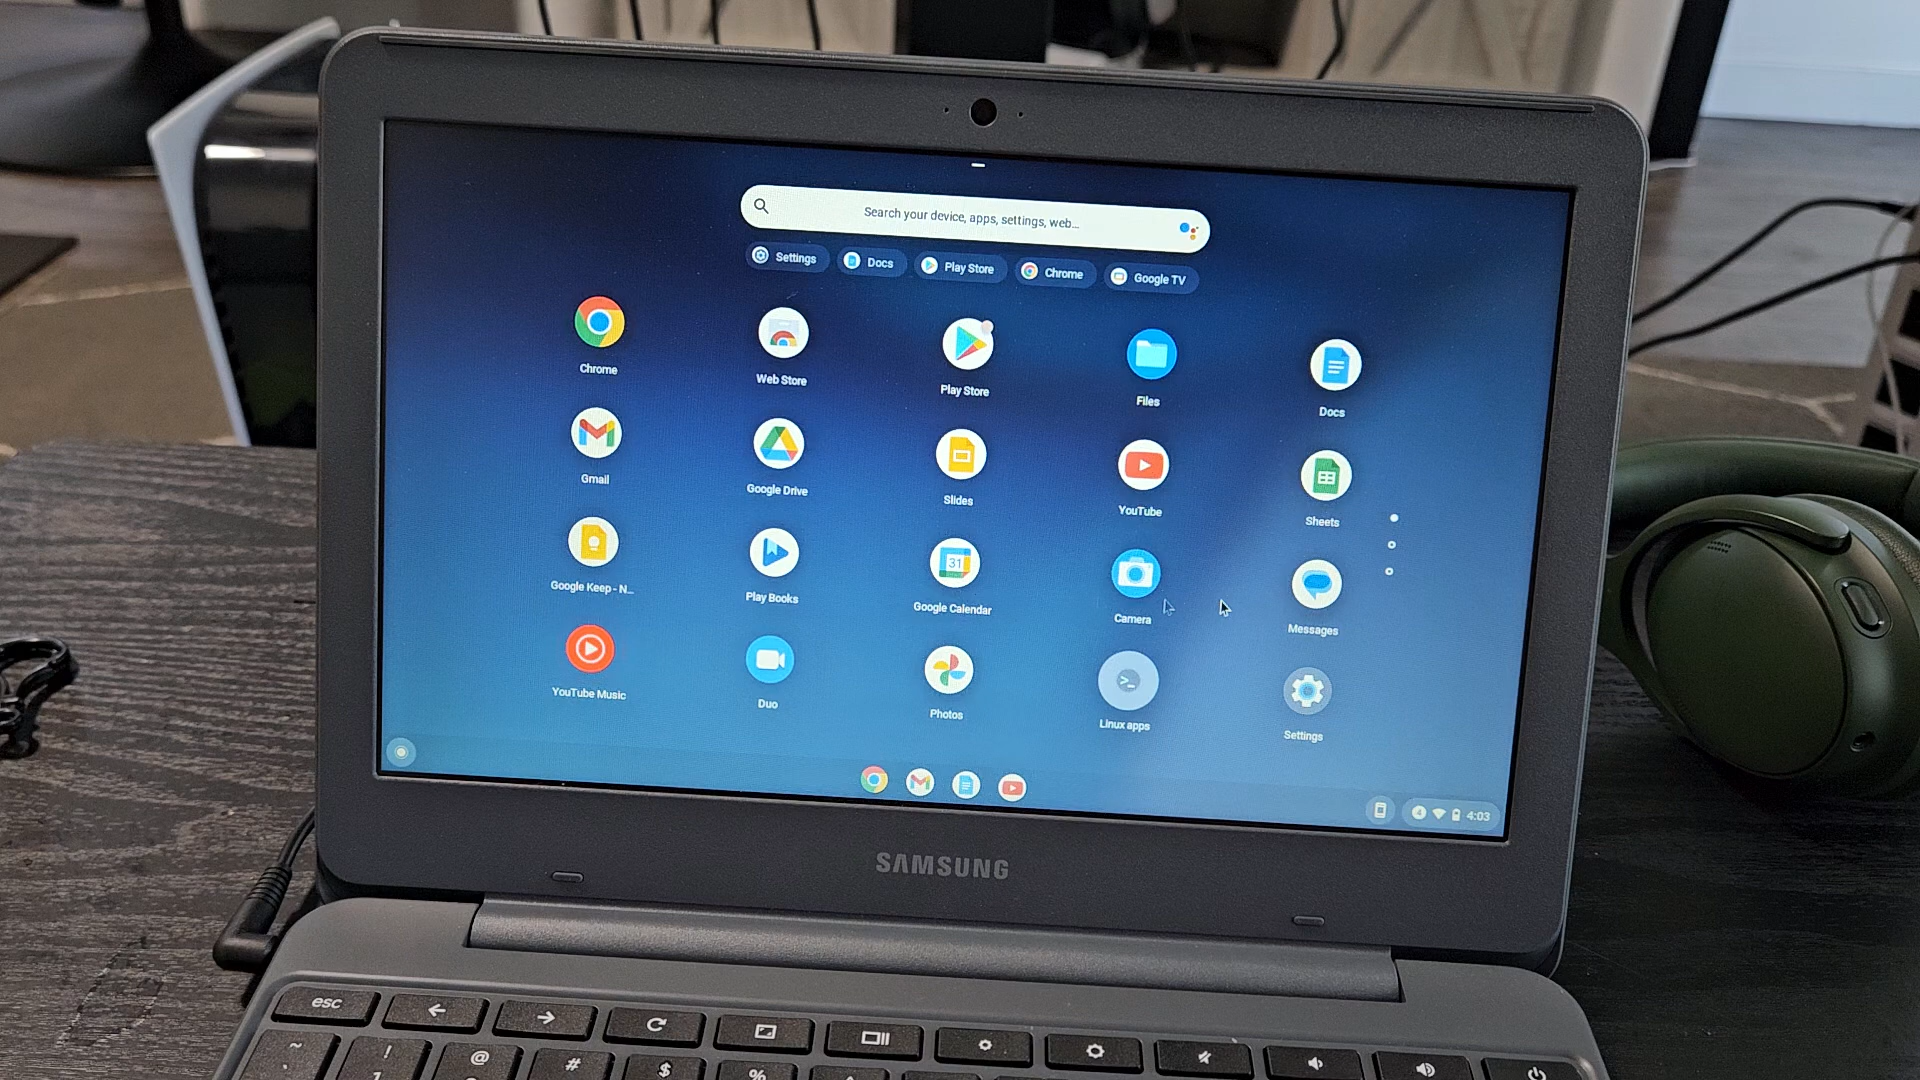 Search your device, apps, settings, web...
Settings Docs Play Store Chrome Google TV
Chrome Web Store Play Store Files Docs
Gmail Google Drive Slides YouTube Sheets
31
Google Keep - N... Play Books Google Calendar Camera Messages
YouTube Music Duo Photos Linux apps Settings
4 4:03
SAMSUNG
esc
~ ! @ # $ %